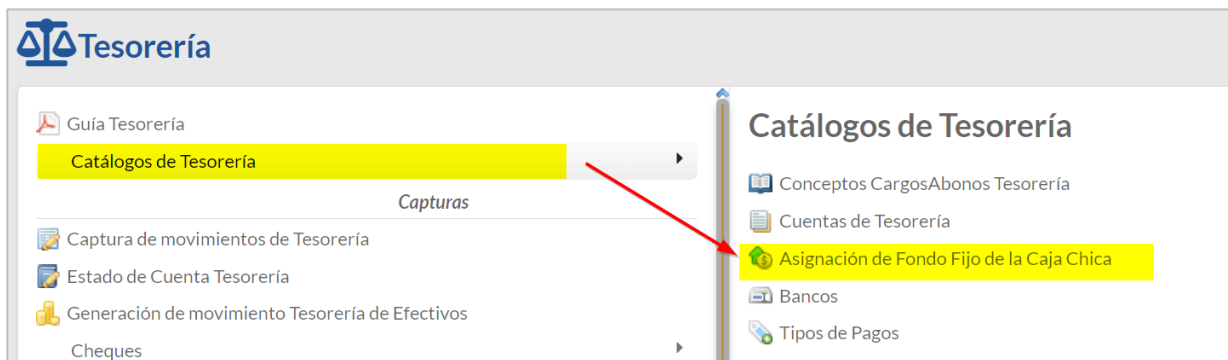 Tesorería
Guía Tesorería
Catálogos de Tesorería
Capturas
Captura de movimientos de Tesorería
Estado de Cuenta Tesorería
Generación de movimiento Tesorería de Efectivos
Cheques
Catálogos de Tesorería
Conceptos CargosAbonos Tesorería
Cuentas de Tesorería
Asignación de Fondo Fijo de la Caja Chica
Bancos
Tipos de Pagos